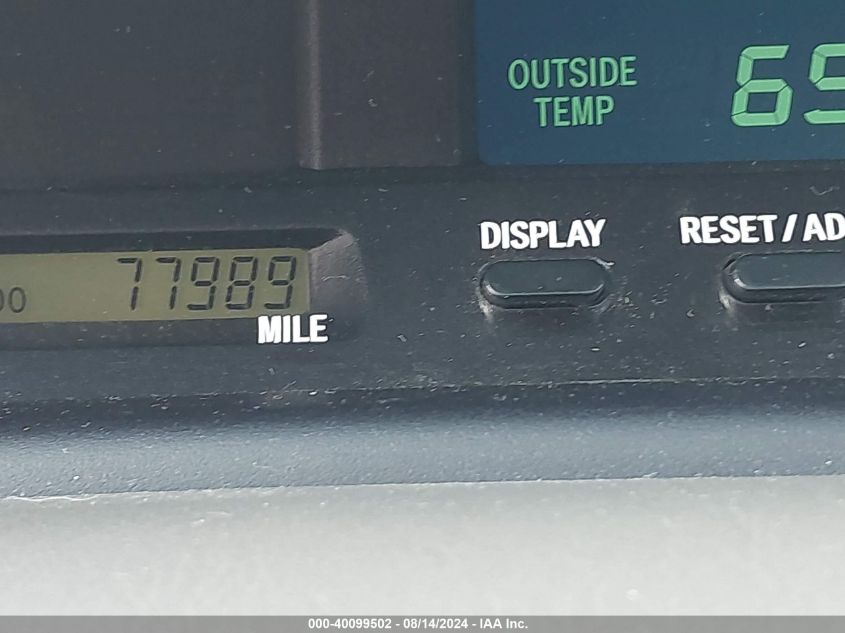 OUTSIDE
TEMP
69
DISPLAY
RESET/AD
00
77989
MILE
000-40099502 - 08/14/2024 - IAA Inc.